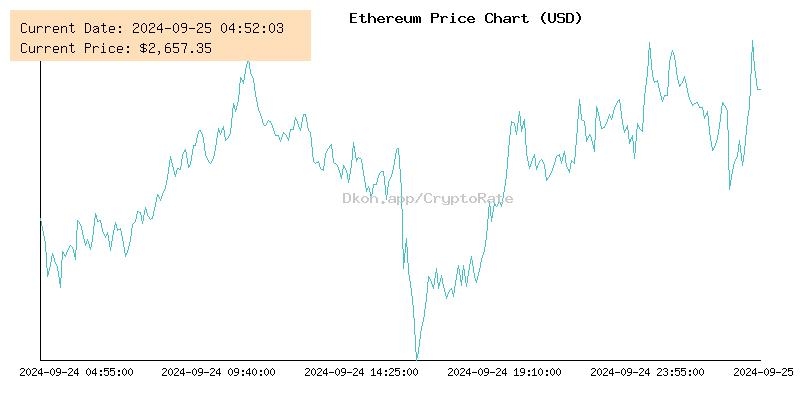 Ethereum Price Chart (USD)
Current Date: 2024-09-25 04:52:03
Current Price: $2,657.35
Dkon.app/CryptoRate
2024-09-24 04:55:00 2024-09-24 09:40:00 2024-09-24 14:25:00 2024-09-24 19:10:00 2024-09-24 23:55:00 2024-09-25